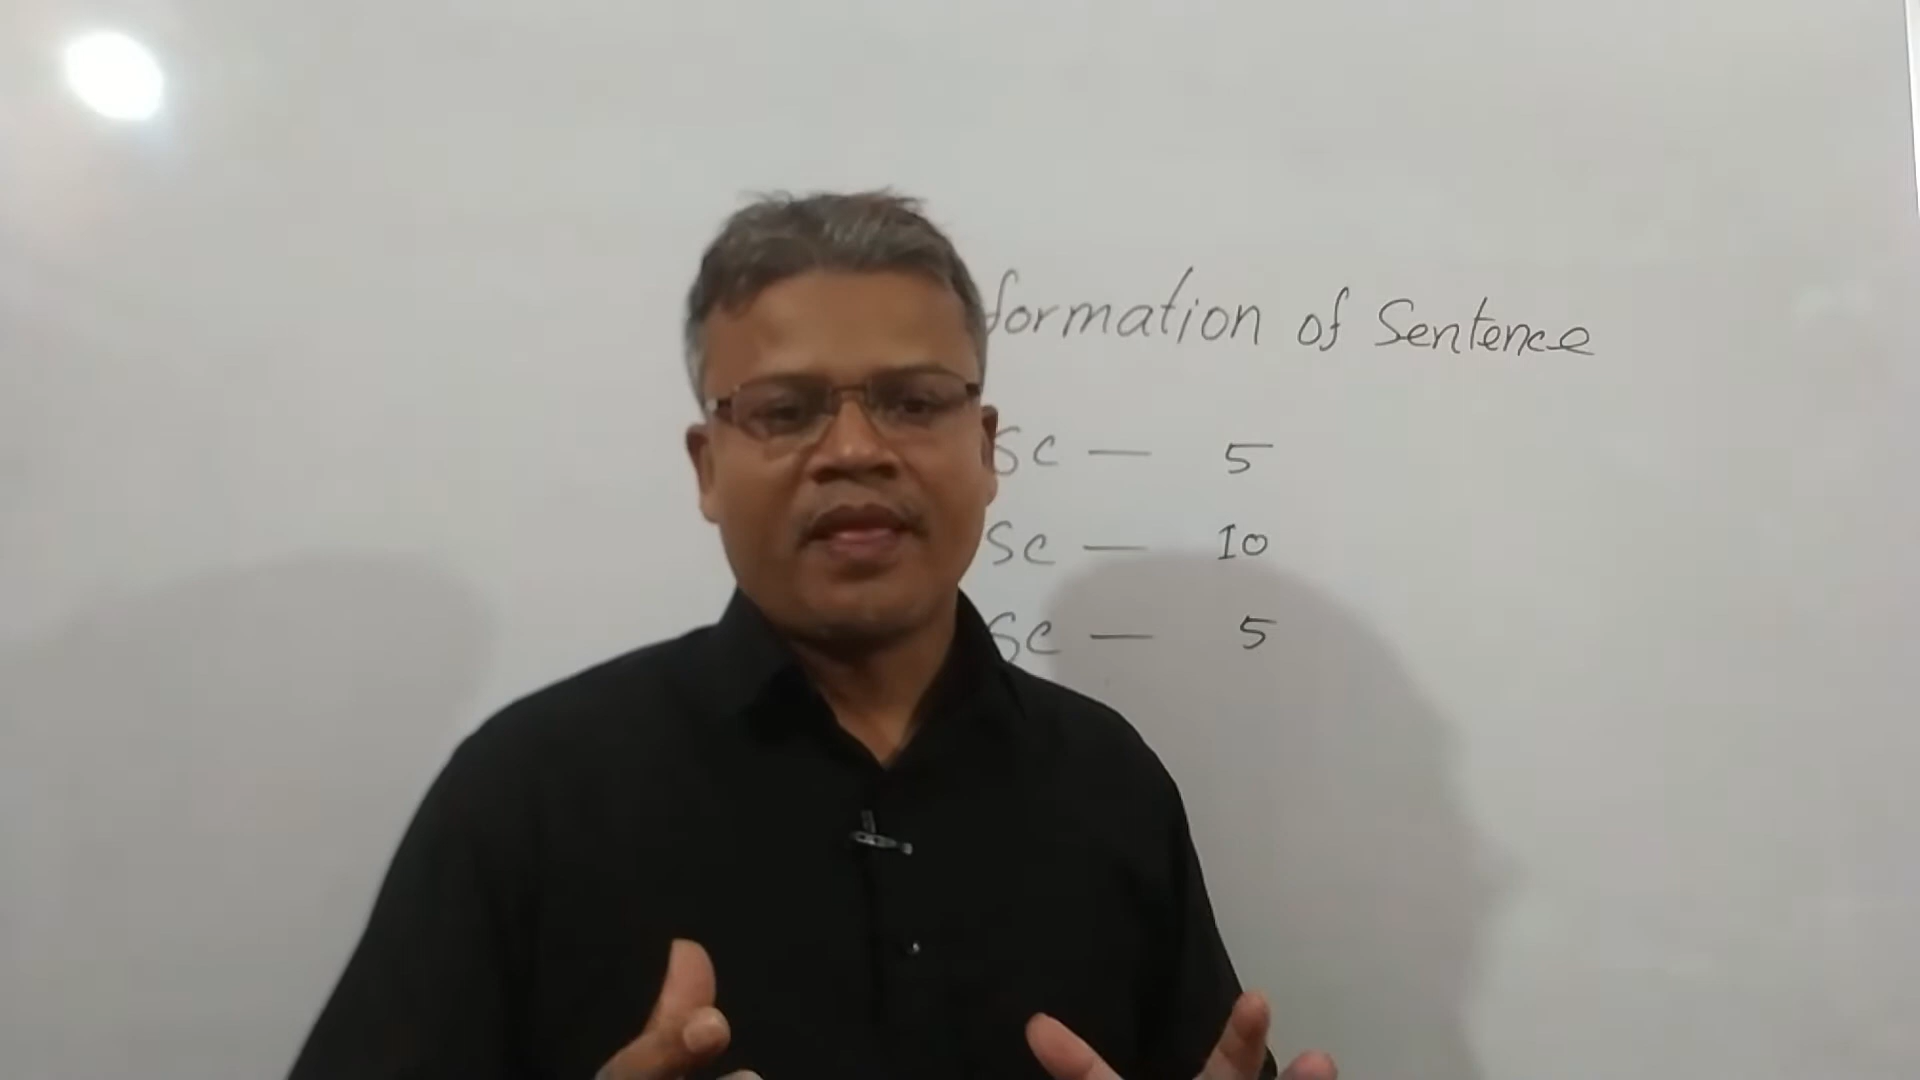 formation of Sentence
SC — 5
SC — 10
SC — 5